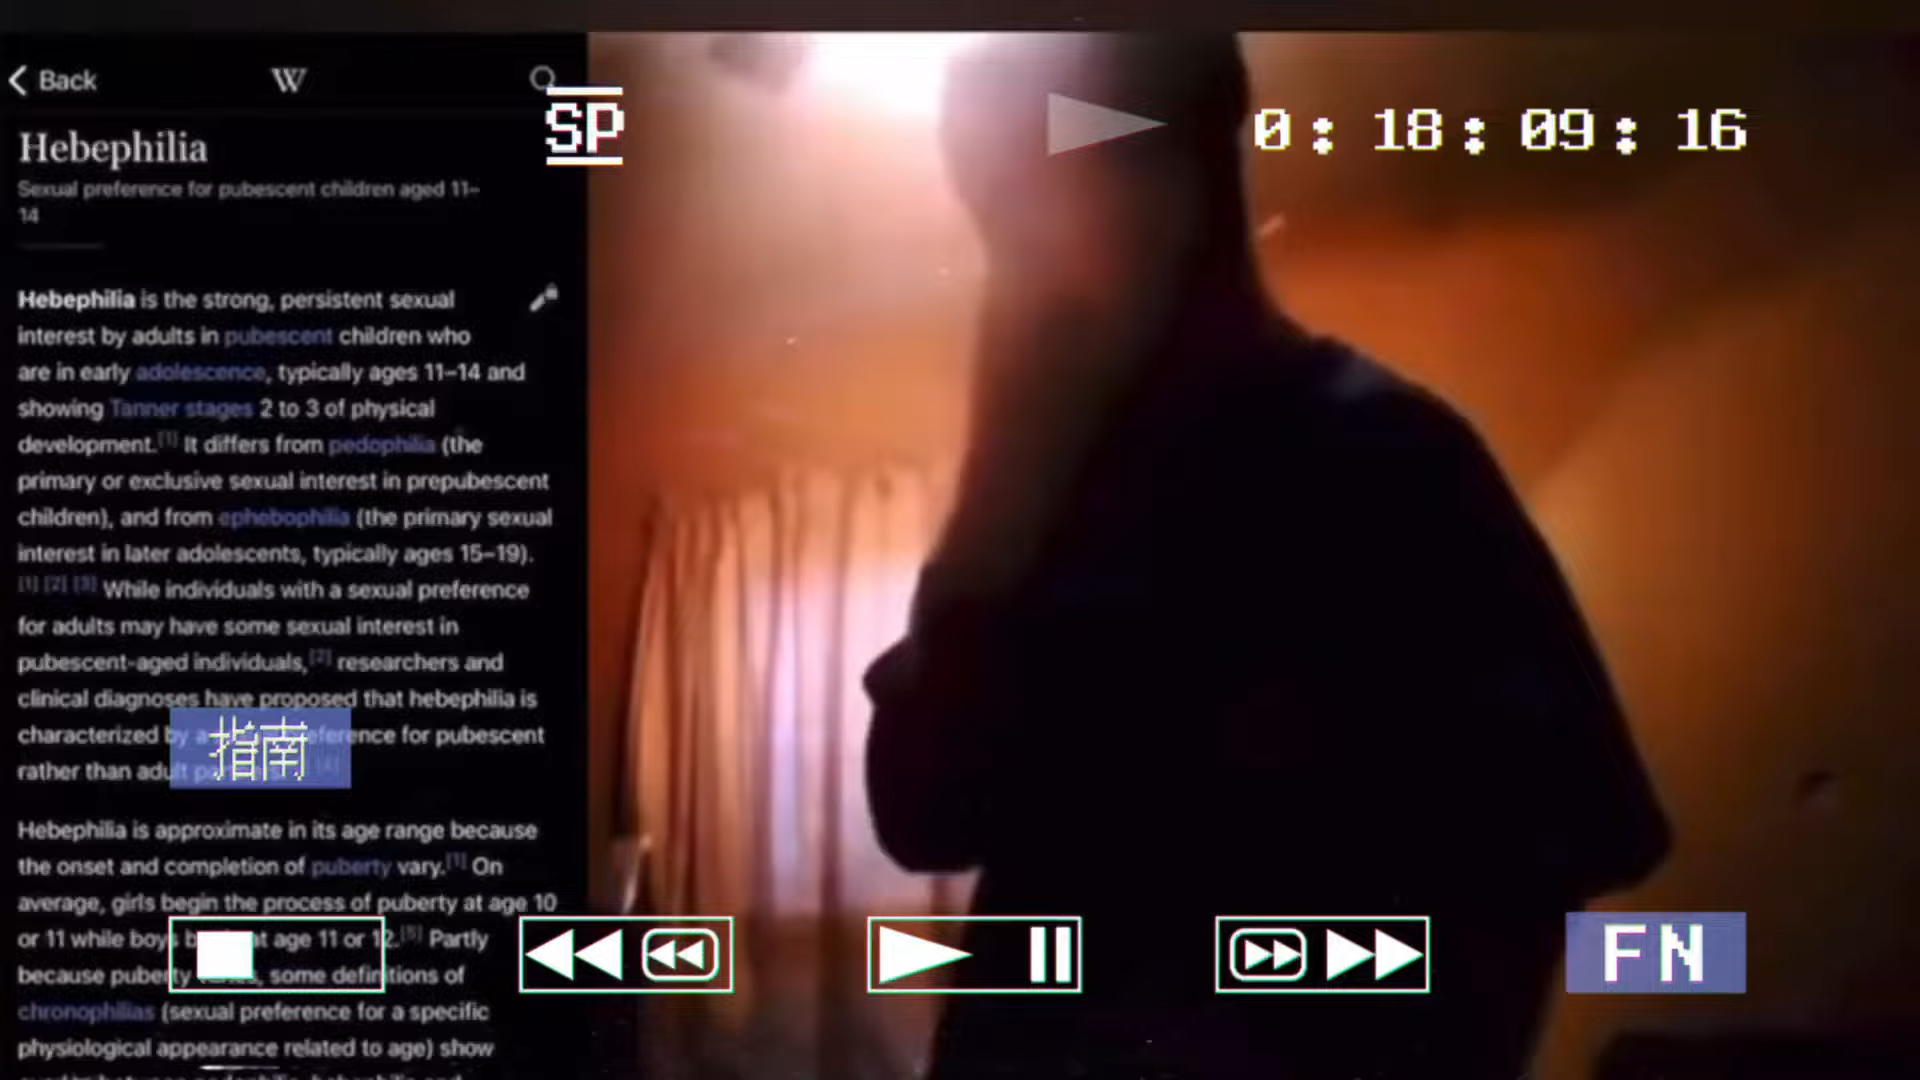 Back
W
SP
0:18:09:16
Hebephilia
Sexual preference for pubescent children aged 11–
14
Hebephilia is the strong, persistent sexual
interest by adults in pubescent children who
are in early adolescence, typically ages 11–14 and
showing Tanner stages 2 to 3 of physical
development.[1] It differs from pedophilia (the
primary or exclusive sexual interest in prepubescent
children), and from ephebophilia (the primary sexual
interest in later adolescents, typically ages 15–19).
[1] [2] [3] While individuals with a sexual preference
for adults may have some sexual interest in
pubescent-aged individuals,[2] researchers and
clinical diagnoses have proposed that hebephilia is
characterized by a preference for pubescent
指南
rather than adult [4]
Hebephilia is approximate in its age range because
the onset and completion of puberty vary.[1] On
average, girls begin the process of puberty at age 10
or 11 while boys at age 11 or 12.[5] Partly
FN
because puberty some definitions of
chronophilias (sexual preference for a specific
physiological appearance related to age) show